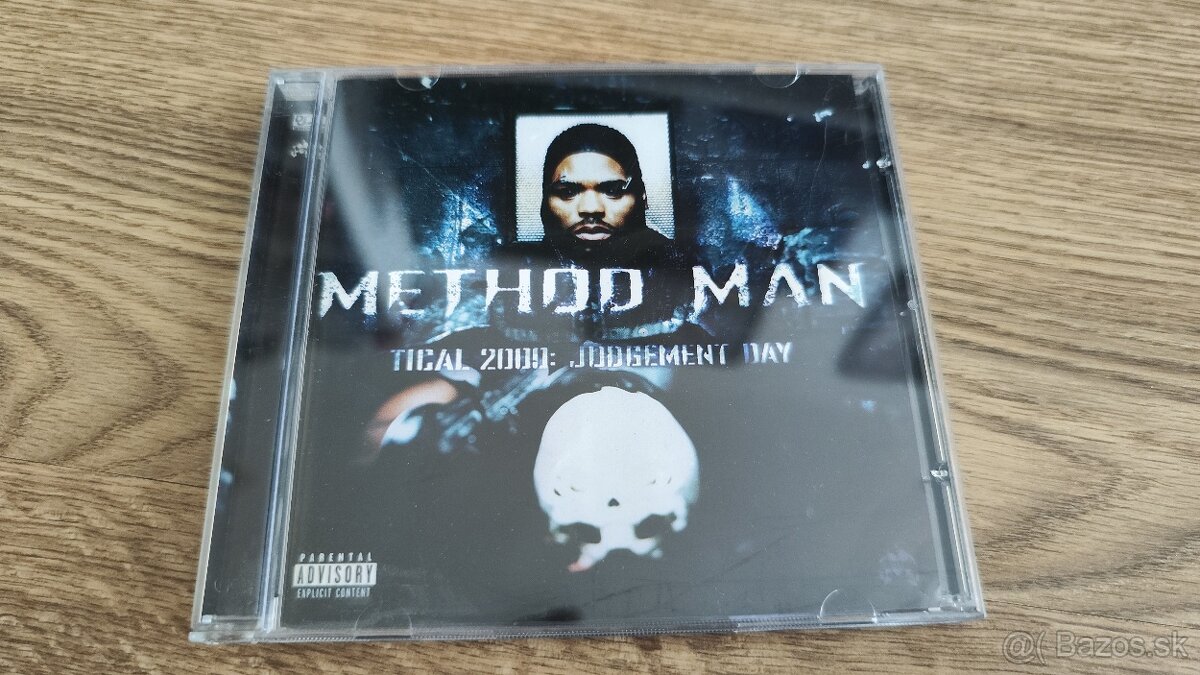 METHOD MAN
TICAL 2000: JUDGEMENT DAY
PARENTAL
ADVISORY
EXPLICIT CONTENT
@( Bazos.sk